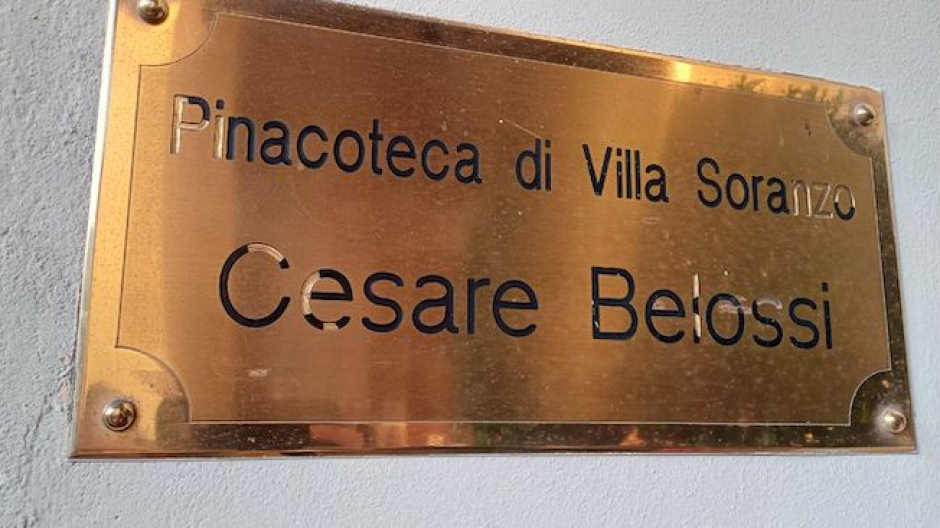 Pinacoteca di Villa Soranzo
Cesare Belossi